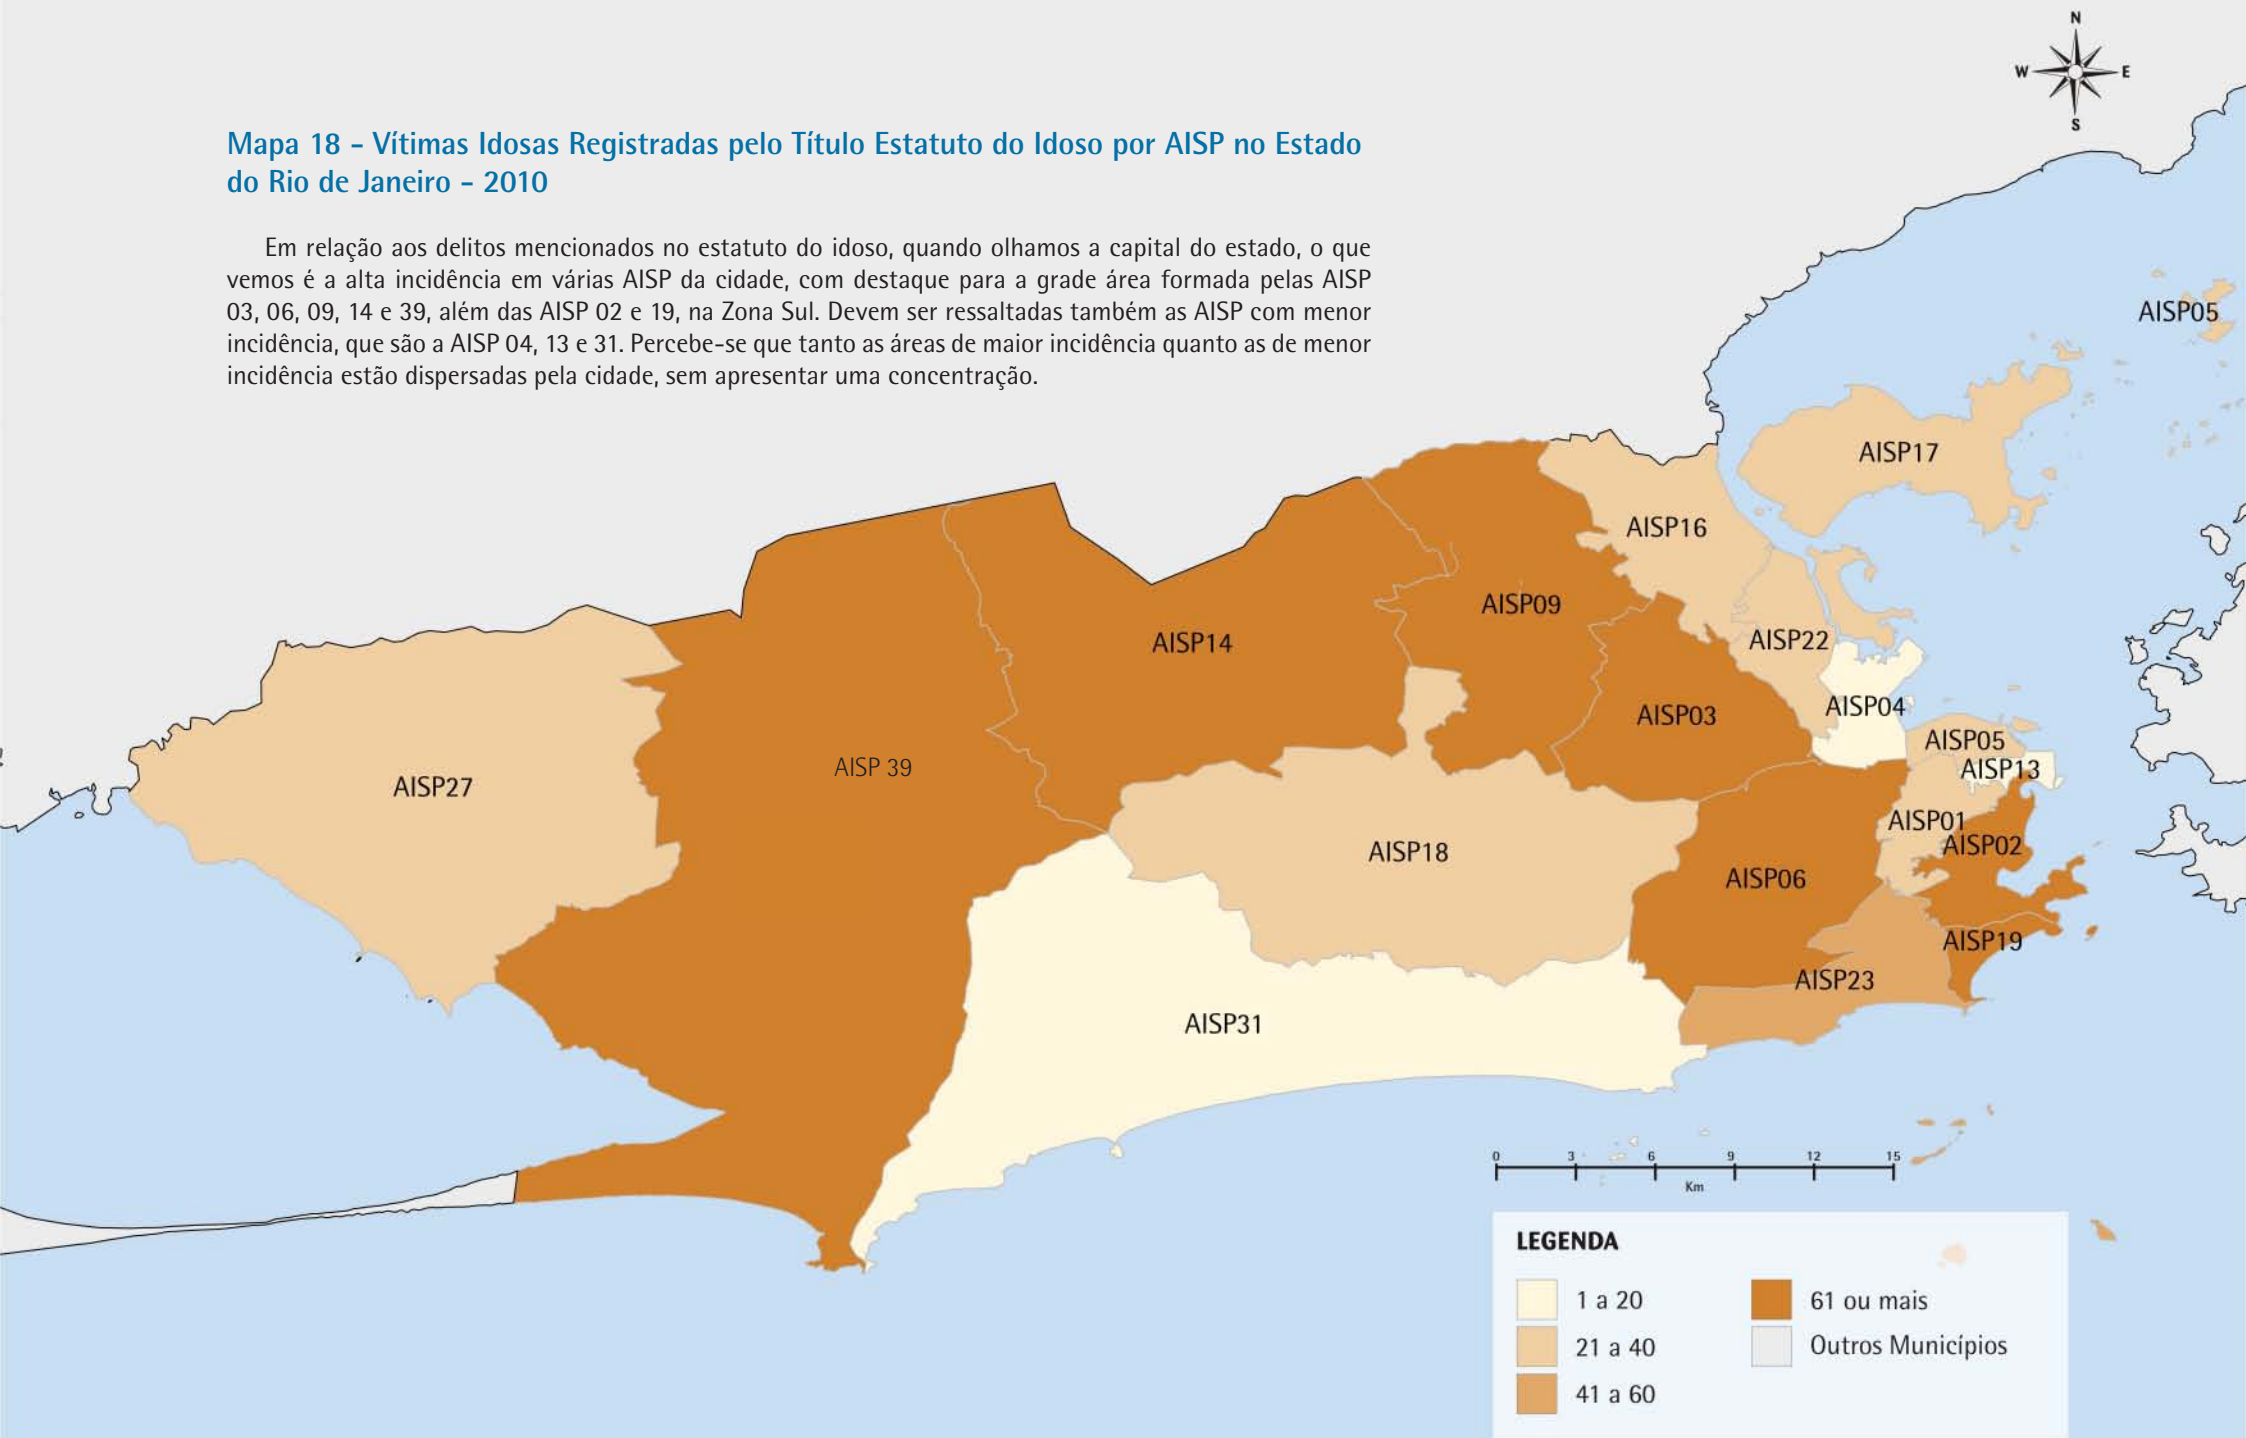 N
W E
S
Mapa 18 - Vítimas Idosas Registradas pelo Título Estatuto do Idoso por AISP no Estado
do Rio de Janeiro - 2010
Em relação aos delitos mencionados no estatuto do idoso, quando olhamos a capital do estado, o que
vemos é a alta incidência em várias AISP da cidade, com destaque para a grade área formada pelas AISP
03, 06, 09, 14 e 39, além das AISP 02 e 19, na Zona Sul. Devem ser ressaltadas também as AISP com menor
incidência, que são a AISP 04, 13 e 31. Percebe-se que tanto as áreas de maior incidência quanto as de menor
incidência estão dispersadas pela cidade, sem apresentar uma concentração.
AISP05
AISP17
AISP16
AISP09
AISP14
AISP22
AISP04
AISP03
AISP05
AISP 39
AISP13
AISP27
AISP01
AISP02
AISP18
AISP06
AISP19
AISP23
AISP31
0 3 6 9 12 15
Km
LEGENDA
1 a 20
21 a 40
41 a 60
61 ou mais
Outros Municípios